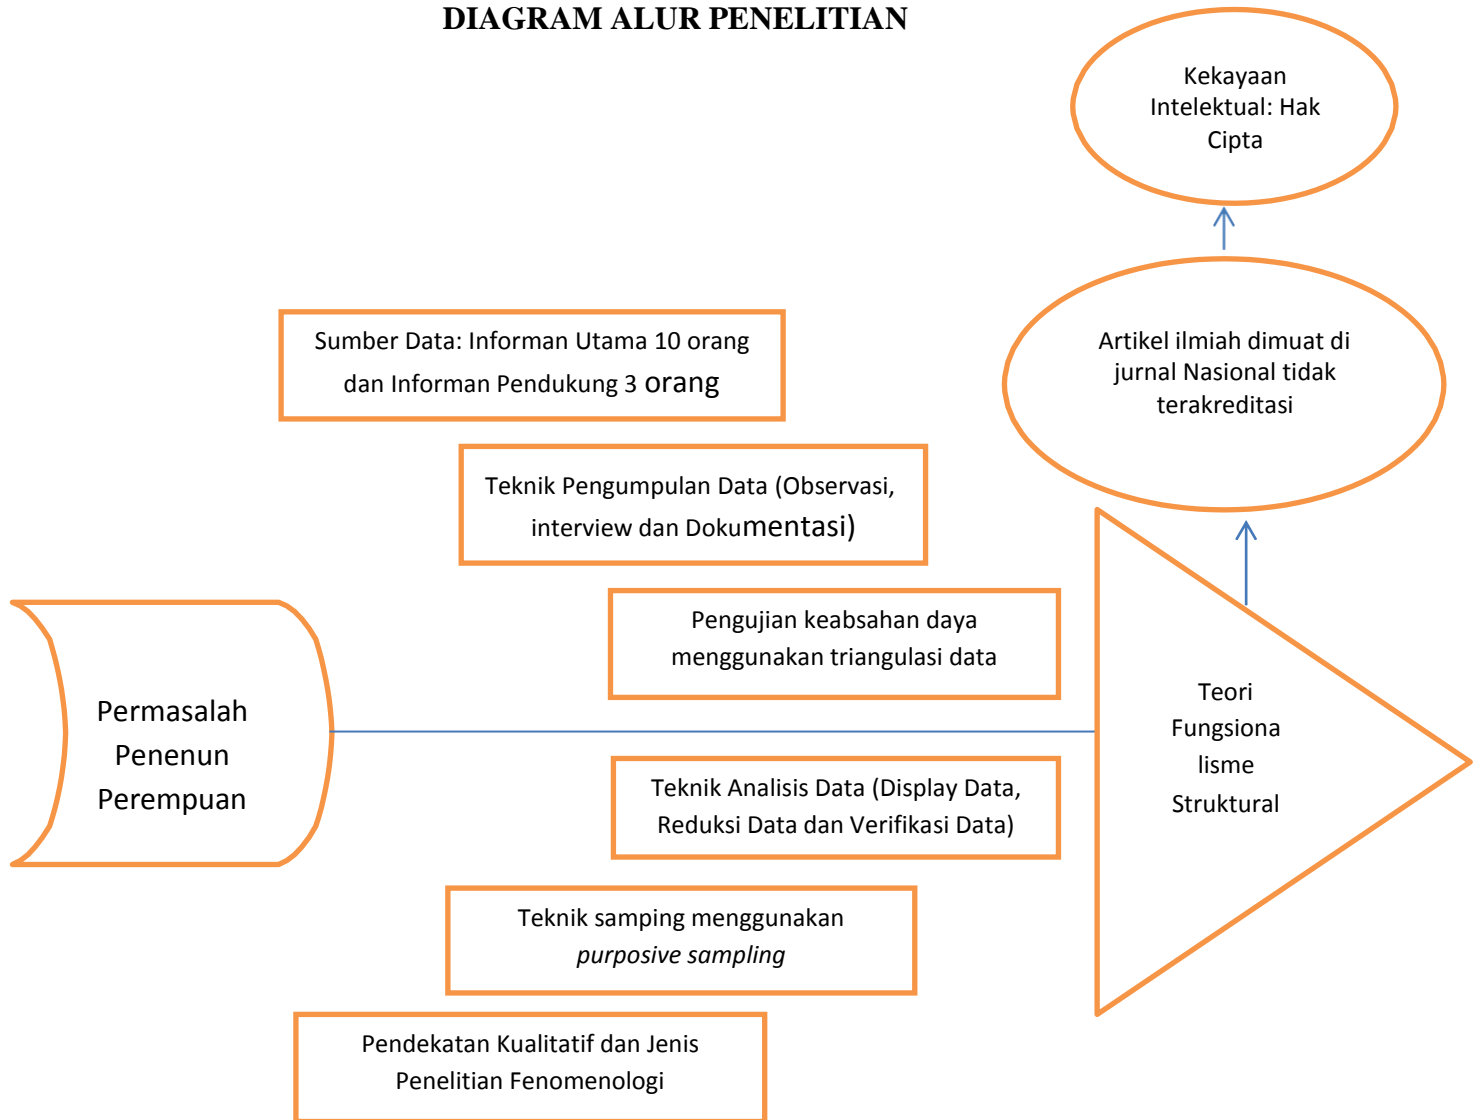 DIAGRAM ALUR PENELITIAN
Kekayaan
Intelektual: Hak
Cipta
Artikel ilmiah dimuat di
jurnal Nasional tidak
terakreditasi
Sumber Data: Informan Utama 10 orang
dan Informan Pendukung 3 orang
Teknik Pengumpulan Data (Observasi,
interview dan Dokumentasi)
Pengujian keabsahan daya
menggunakan triangulasi data
Permasalah
Penenun
Perempuan
Teori
Fungsiona
lisme
Struktural
Teknik Analisis Data (Display Data,
Reduksi Data dan Verifikasi Data)
Teknik samping menggunakan
purposive sampling
Pendekatan Kualitatif dan Jenis
Penelitian Fenomenologi